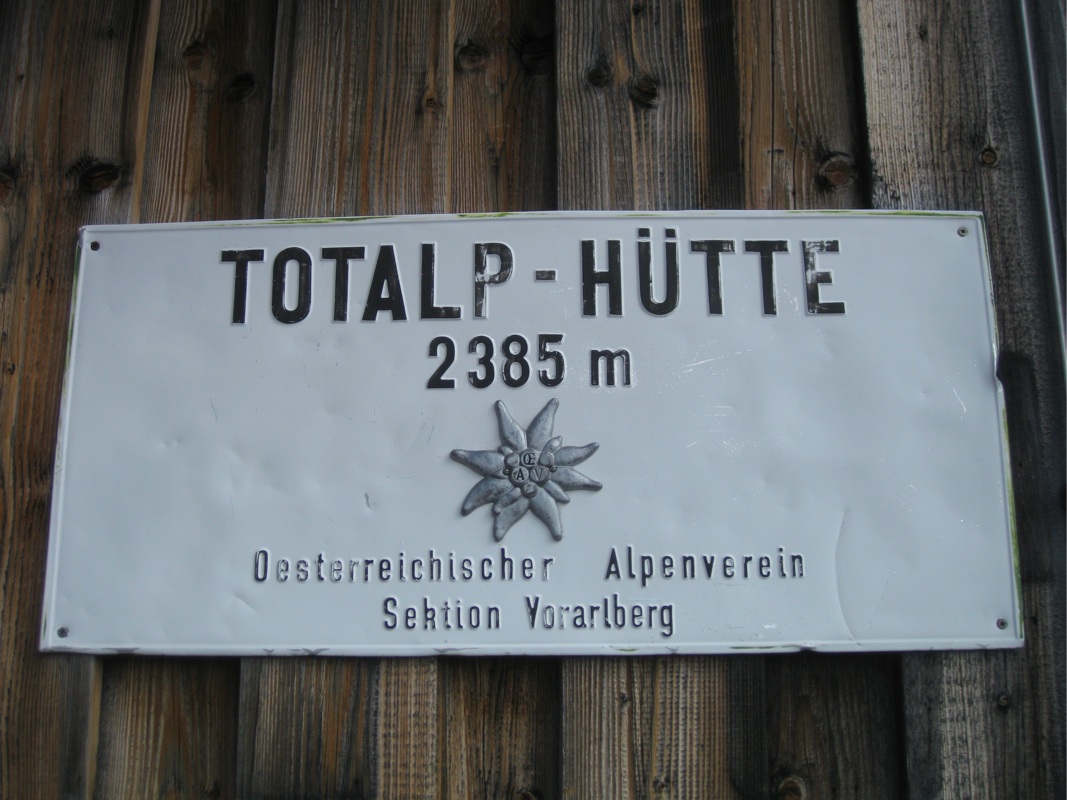 TOTALP-HÜTTE
2385 m
Œ
A V
Oesterreichischer Alpenverein
Sektion Vorarlberg